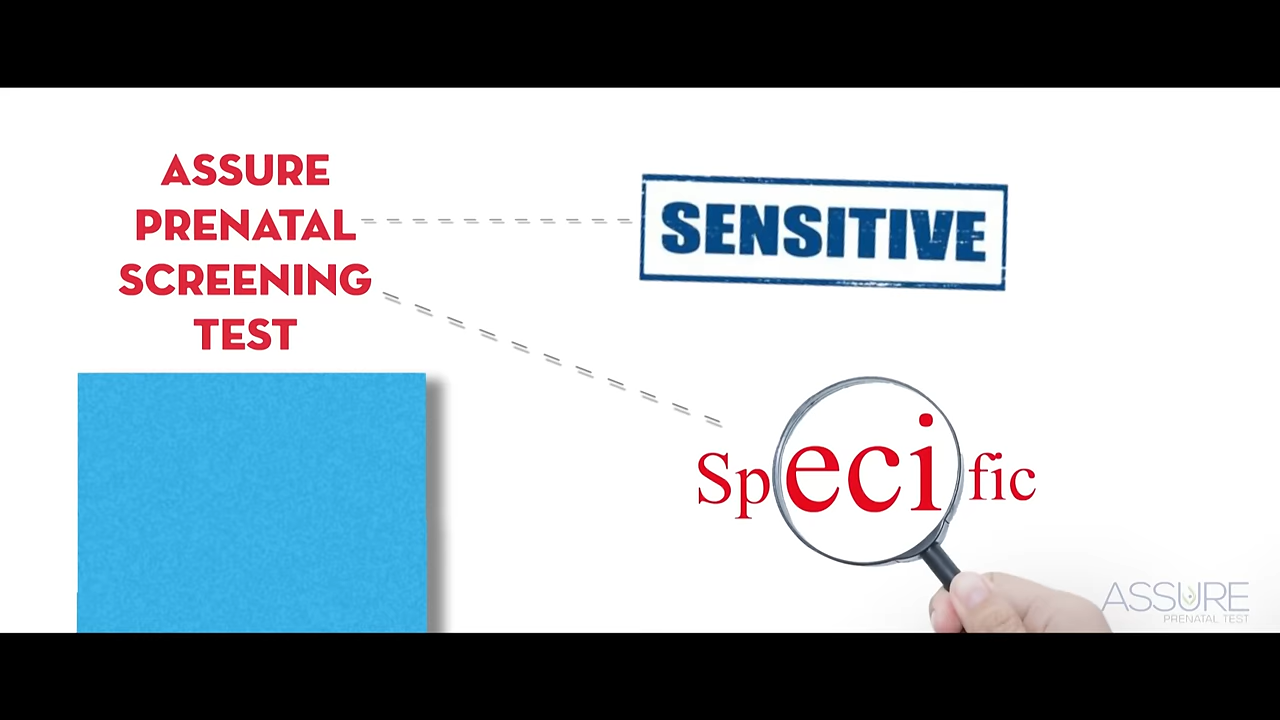 ASSURE
PRENATAL
SCREENING
TEST
SENSITIVE
Specific
ASSURE
PRENATAL TEST